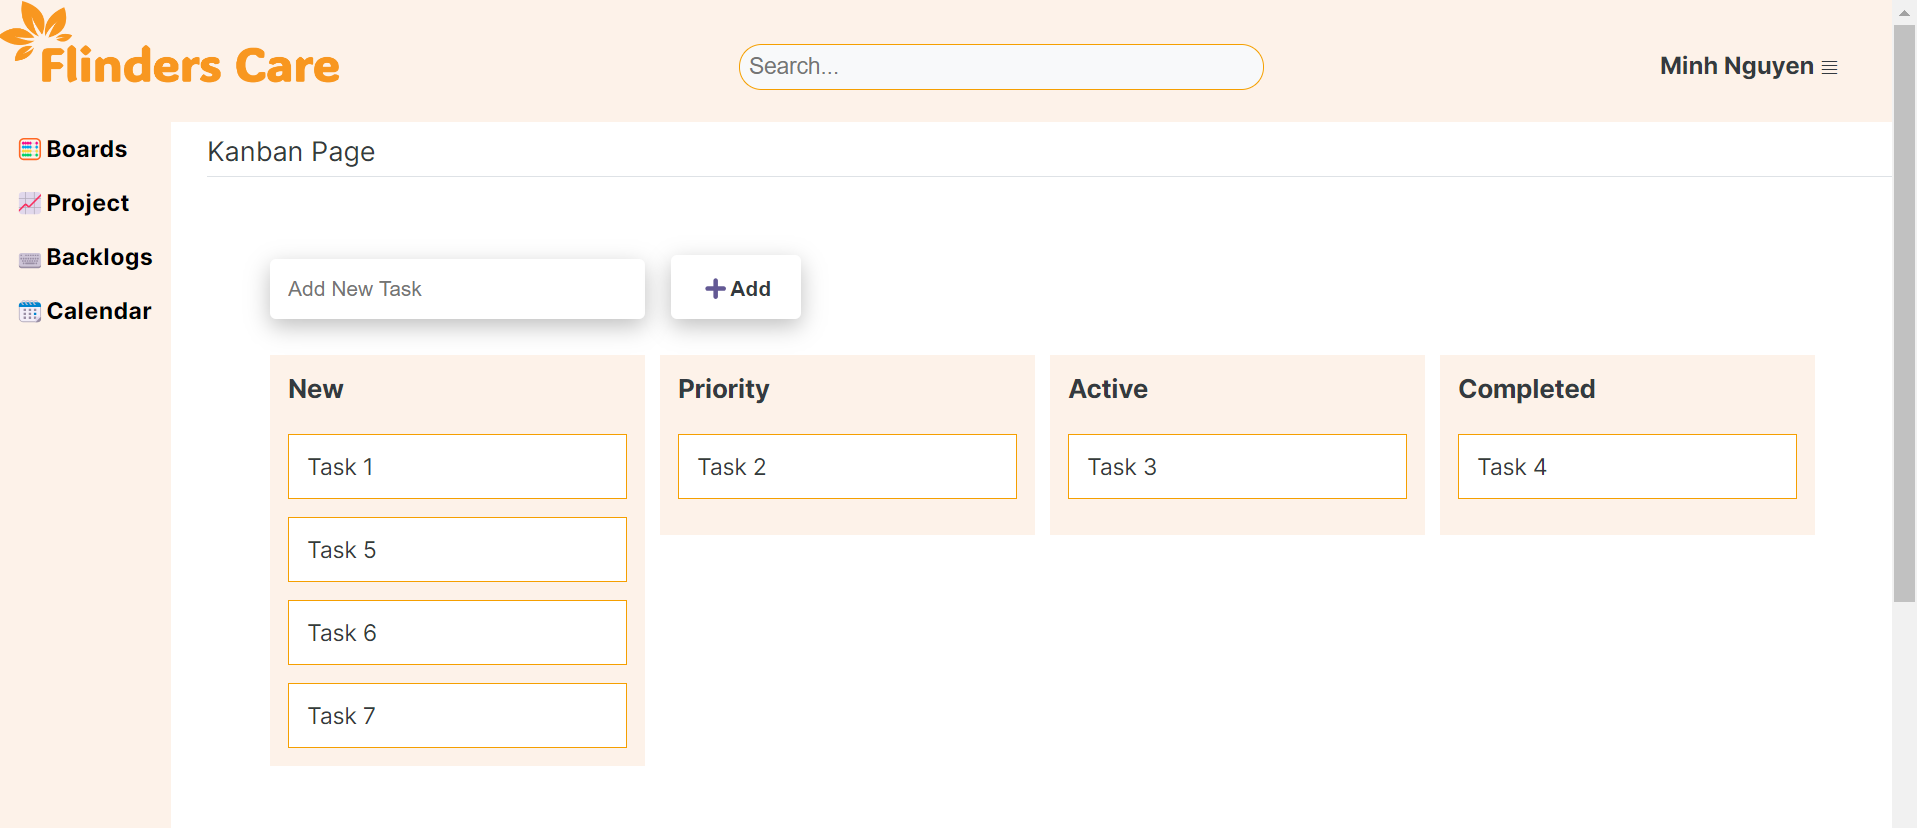 Flinders Care
Search...
Minh Nguyen
Boards
Project
Backlogs
Calendar
Kanban Page
Add New Task
Add
New
Task 1
Task 5
Task 6
Task 7
Priority
Task 2
Active
Task 3
Completed
Task 4